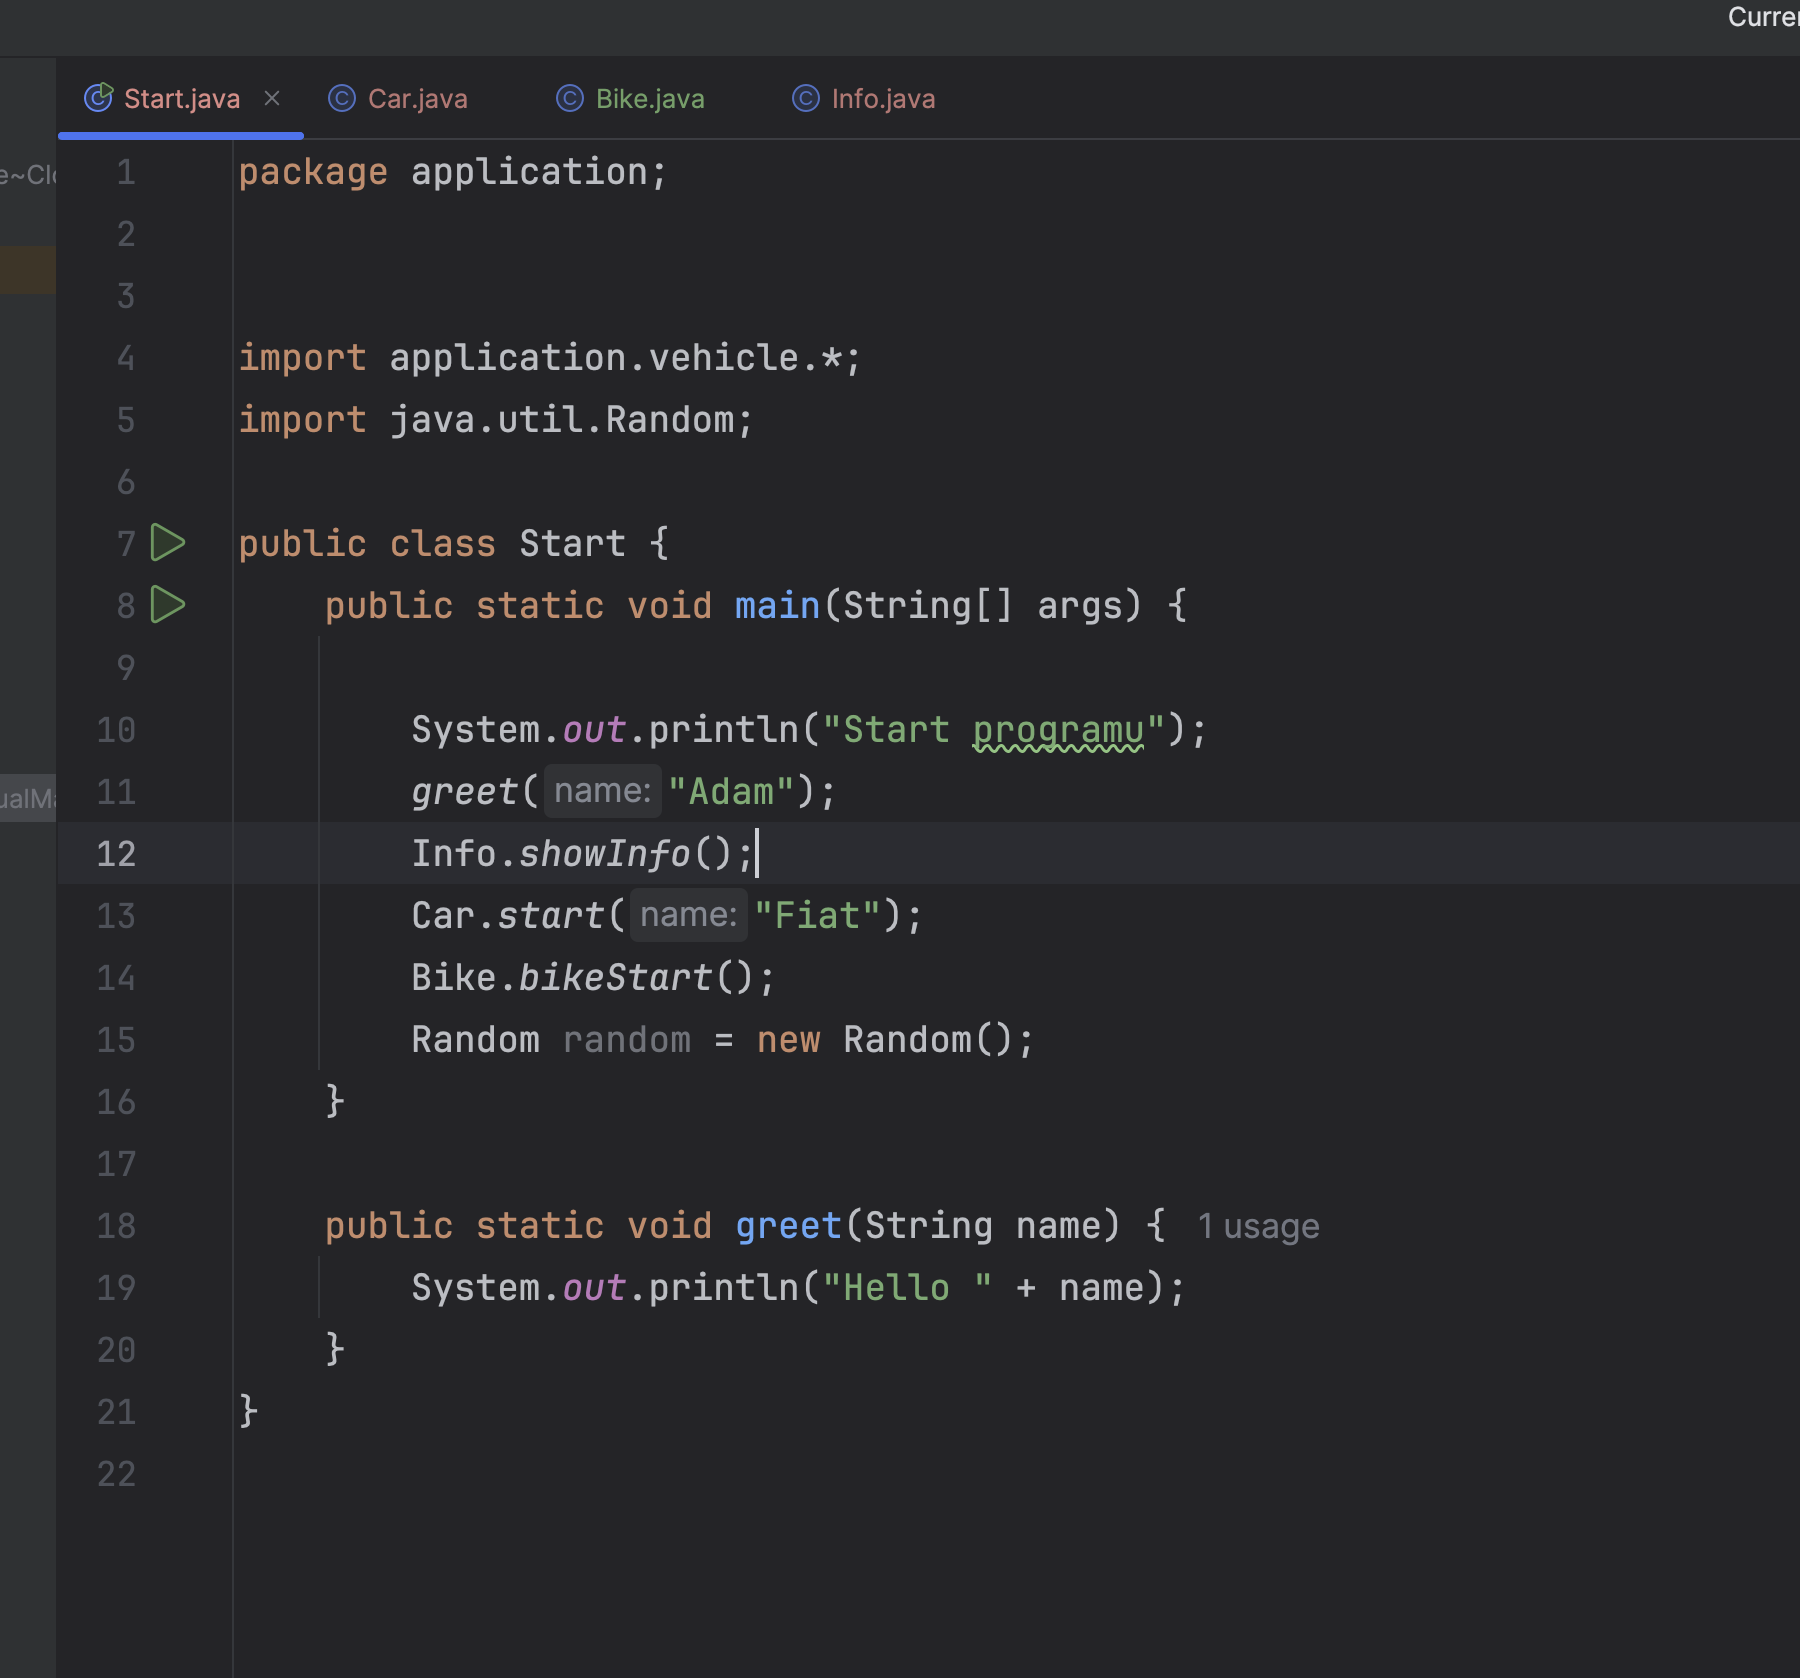 Start.java Car.java Bike.java Info.java
1 package application;
2
3
4 import application.vehicle.*;
5 import java.util.Random;
6
7 public class Start {
8 public static void main(String[] args) {
9
10 System.out.println("Start programu");
11 greet( name: "Adam");
12 Info.showInfo();
13 Car.start( name: "Fiat");
14 Bike.bikeStart();
15 Random random = new Random();
16 }
17
18 public static void greet(String name) { 1 usage
19 System.out.println("Hello " + name);
20 }
21 }
22